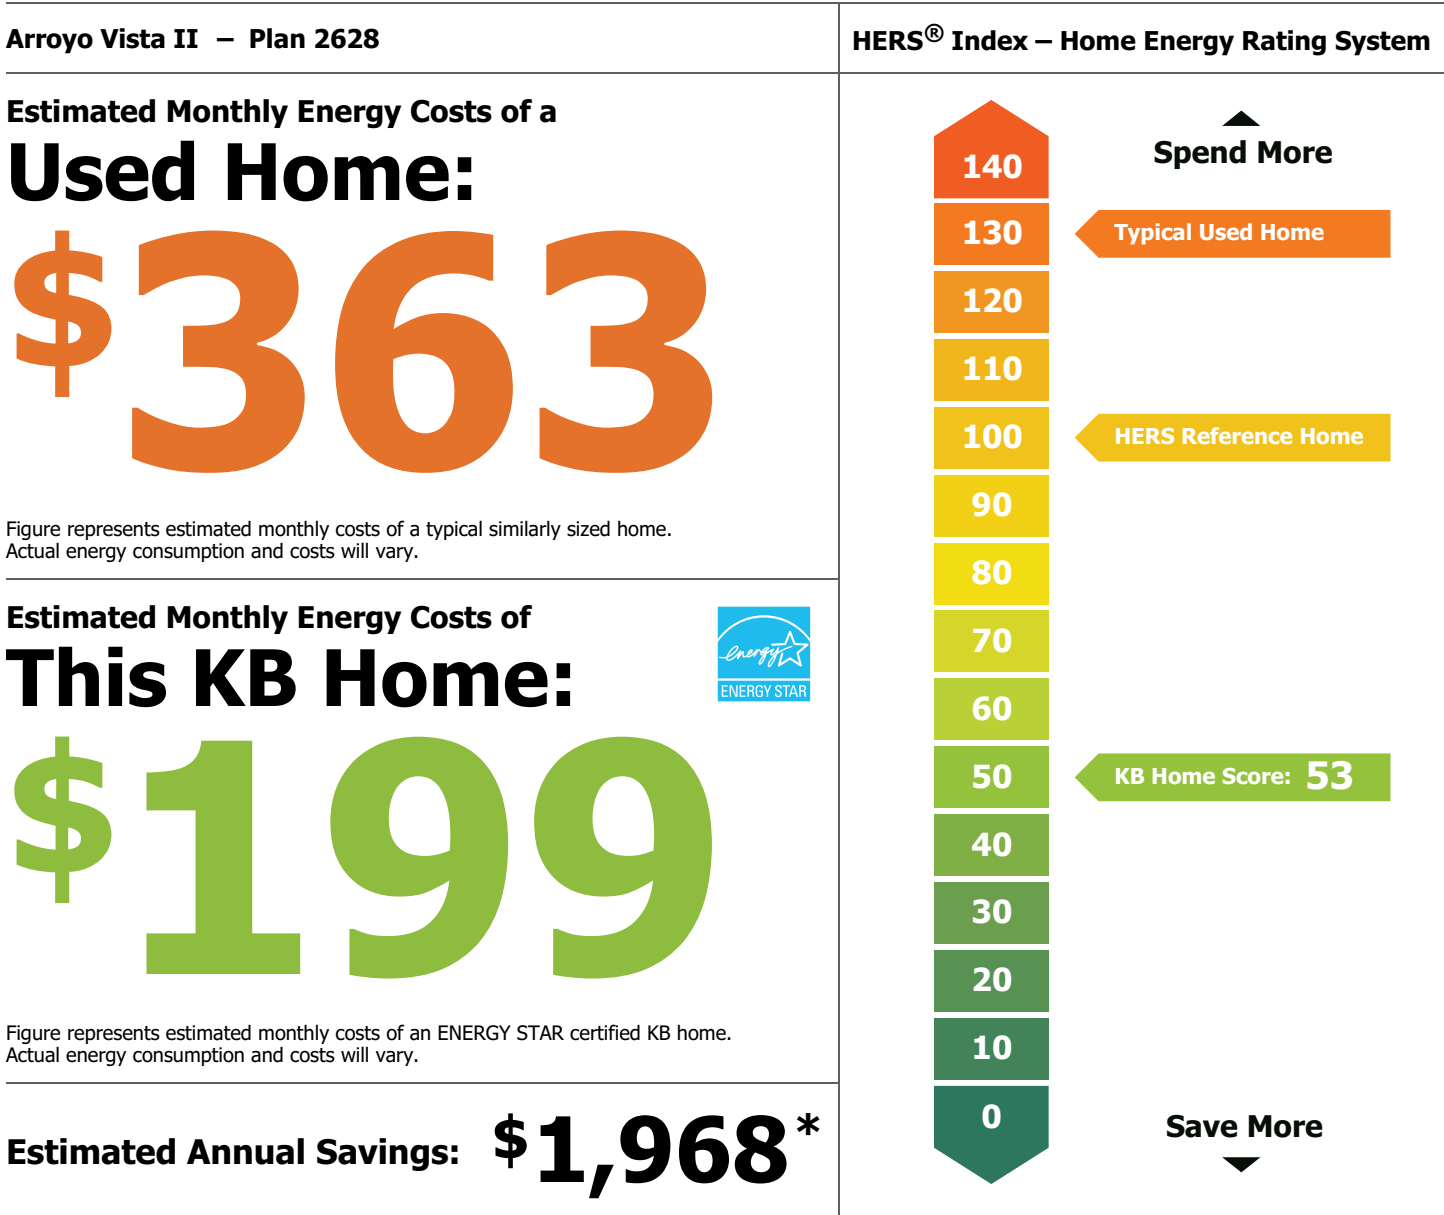 Arroyo Vista II – Plan 2628
Estimated Monthly Energy Costs of a
Used Home:
$363
Figure represents estimated monthly costs of a typical similarly sized home.
Actual energy consumption and costs will vary.
Estimated Monthly Energy Costs of
This KB Home:
energy
ENERGY STAR
$199
Figure represents estimated monthly costs of an ENERGY STAR certified KB home.
Actual energy consumption and costs will vary.
Estimated Annual Savings: $1,968*
HERS® Index – Home Energy Rating System
Spend More
140
130 Typical Used Home
120
110
100 HERS Reference Home
90
80
70
60
50 KB Home Score: 53
40
30
20
10
0
Save More